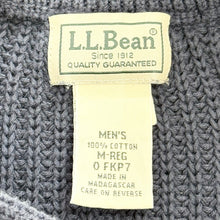 L.L.Bean
Since 1912
QUALITY GUARANTEED
MEN'S
100% COTTON
M-REG
0-FKP7
MADE IN
MADAGASCAR
CARE ON REVERSE